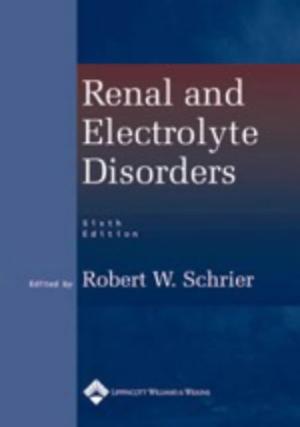 Renal and
Electrolyte
Disorders
Sixth
Edition
Edited by Robert W. Schrier
LIPPINCOTT WILLIAMS & WILKINS